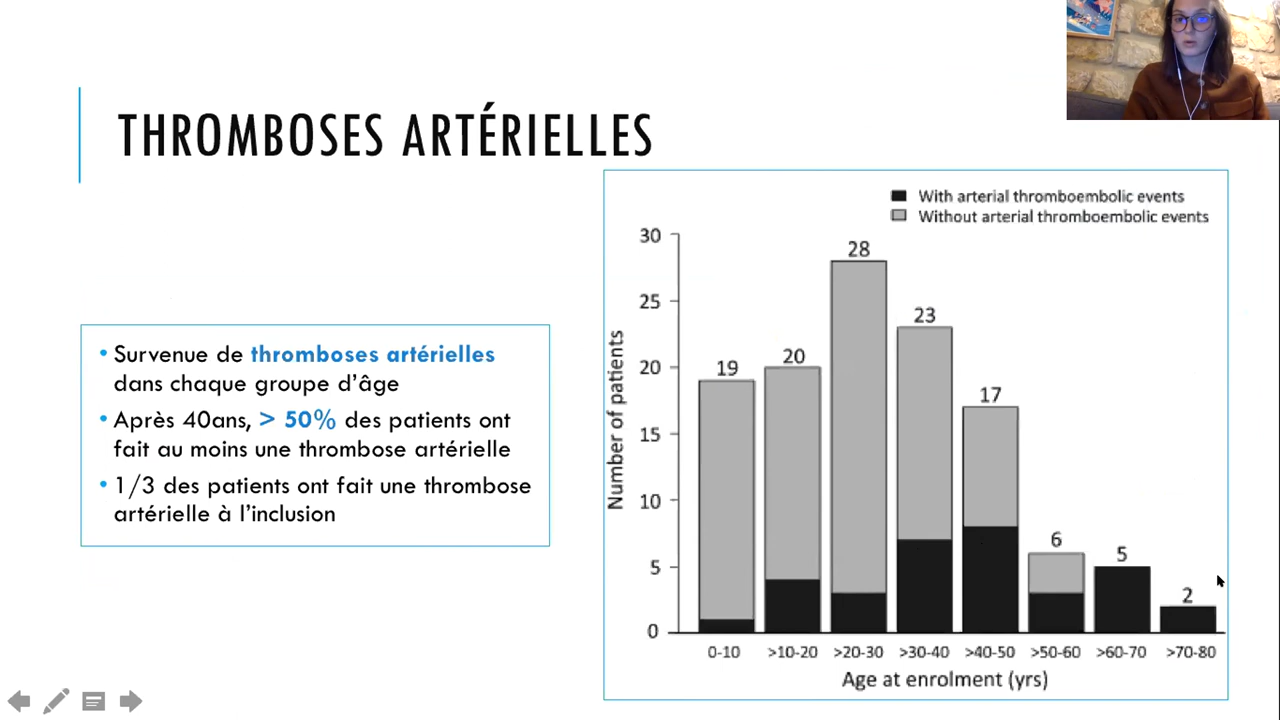 THROMBOSES ARTÉRIELLES
• Survenue de thromboses artérielles
dans chaque groupe d’âge
• Après 40ans, > 50% des patients ont
fait au moins une thrombose artérielle
• 1/3 des patients ont fait une thrombose
artérielle à l’inclusion
With arterial thromboembolic events
Without arterial thromboembolic events
Number of patients
30
25
20
15
10
5
0
19
20
28
23
17
6
5
2
0-10 >10-20 >20-30 >30-40 >40-50 >50-60 >60-70 >70-80
Age at enrolment (yrs)